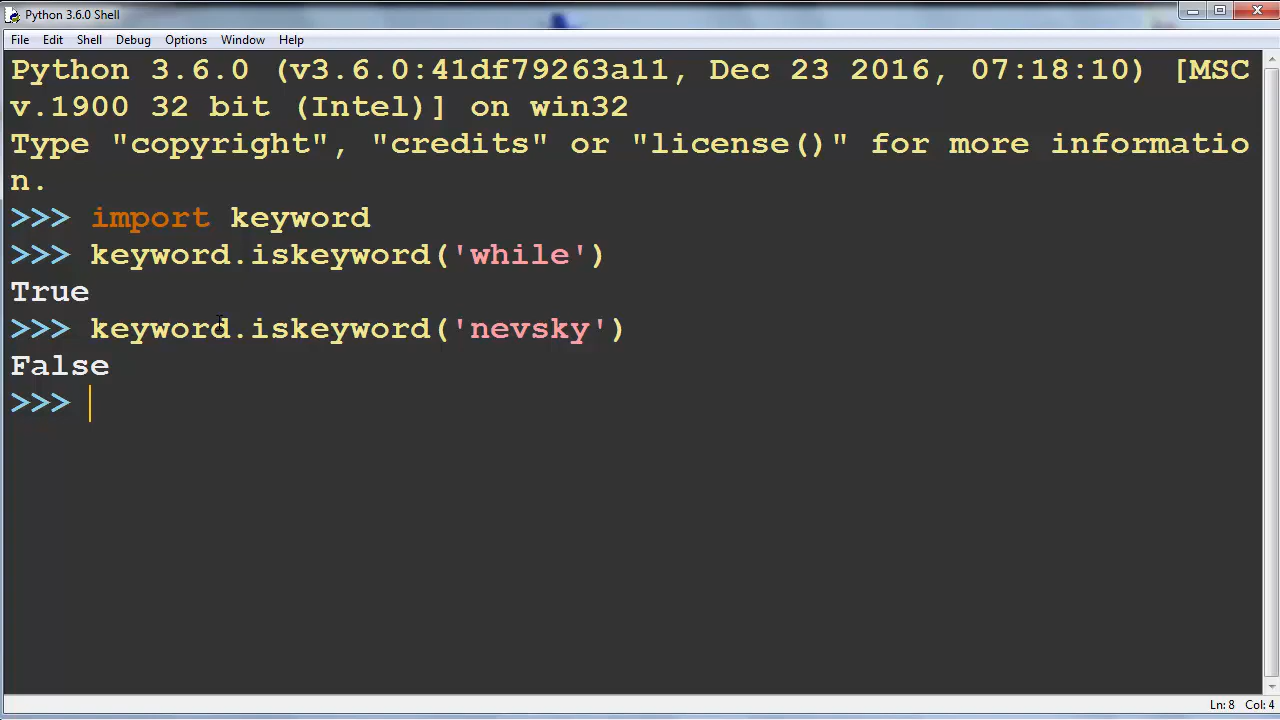 Python 3.6.0 Shell
File Edit Shell Debug Options Window Help
Python 3.6.0 (v3.6.0:41df79263a11, Dec 23 2016, 07:18:10) [MSC
v.1900 32 bit (Intel)] on win32
Type "copyright", "credits" or "license()" for more informatio
n.
>>> import keyword
>>> keyword.iskeyword('while')
True
>>> keyword.iskeyword('nevsky')
False
>>>
Ln: 8 Col: 4